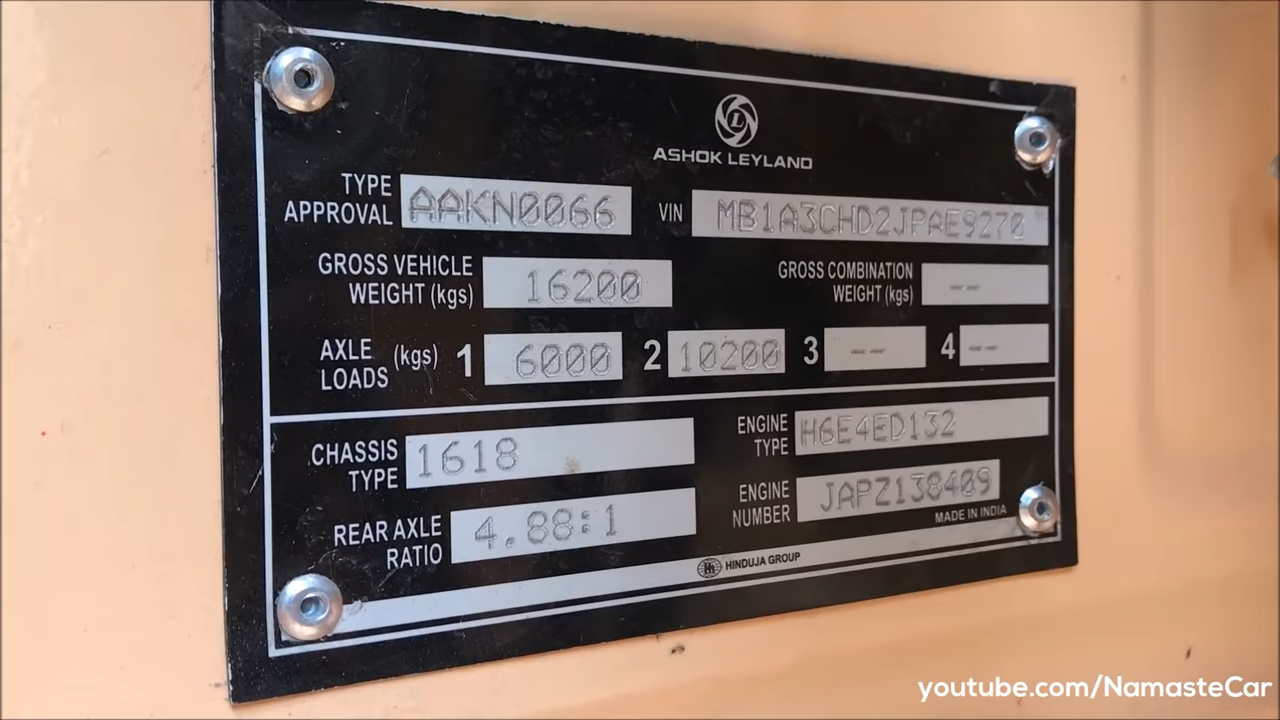 ASHOK LEYLAND
TYPE APPROVAL AAKN0066 VIN MB1A3CHD2JPAE9270
GROSS VEHICLE WEIGHT (kgs) 16200 GROSS COMBINATION WEIGHT (kgs) -- --
AXLE LOADS (kgs) 1 6000 2 10200 3 -- -- 4 -- --
CHASSIS TYPE 1618 ENGINE TYPE H6E4ED132
REAR AXLE RATIO 4.88:1 ENGINE NUMBER JAPZ138409
MADE IN INDIA
HINDUJA GROUP
youtube.com/NamasteCar